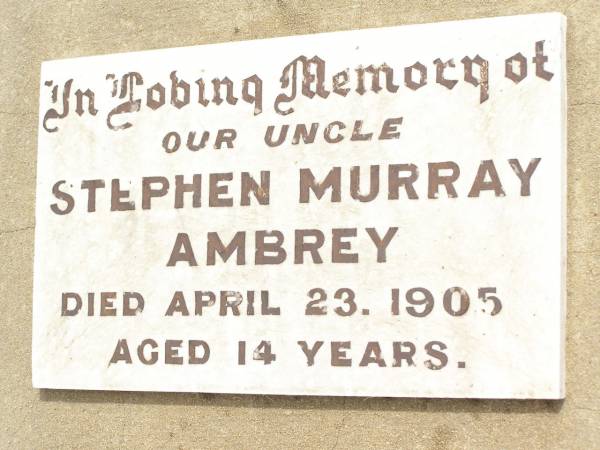 In Loving Memory of
OUR UNCLE
STEPHEN MURRAY
AMBREY
DIED APRIL 23. 1905
AGED 14 YEARS.